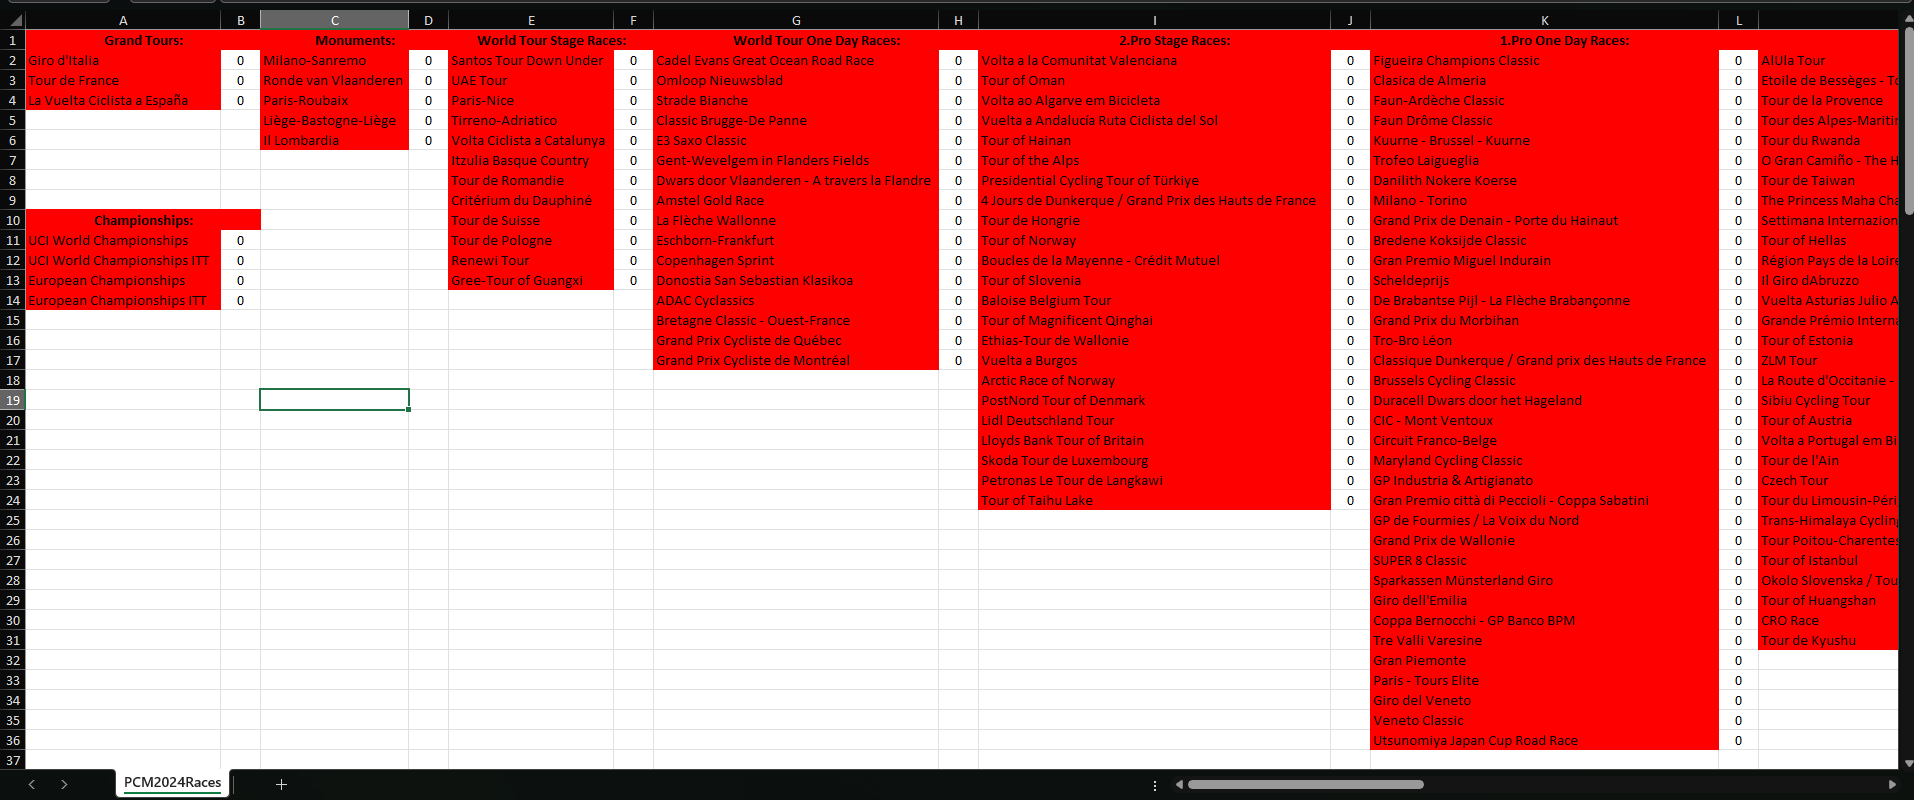 A B C D E F G H I J K L
1 Grand Tours: Monuments: World Tour Stage Races: World Tour One Day Races: 2.Pro Stage Races: 1.Pro One Day Races:
2 Giro d'Italia 0 Milano-Sanremo 0 Santos Tour Down Under 0 Cadel Evans Great Ocean Road Race 0 Volta a la Comunitat Valenciana 0 Figueira Champions Classic 0 AlUla Tour
3 Tour de France 0 Ronde van Vlaanderen 0 UAE Tour 0 Omloop Nieuwsblad 0 Tour of Oman 0 Clasica de Almeria 0 Etoile de Bessèges - To
4 La Vuelta Ciclista a España 0 Paris-Roubaix 0 Paris-Nice 0 Strade Bianche 0 Volta ao Algarve em Bicicleta 0 Faun-Ardèche Classic 0 Tour de la Provence
5 Liège-Bastogne-Liège 0 Tirreno-Adriatico 0 Classic Brugge-De Panne 0 Vuelta a Andalucia Ruta Ciclista del Sol 0 Faun Drôme Classic 0 Tour des Alpes-Maritin
6 Il Lombardia 0 Volta Ciclista a Catalunya 0 E3 Saxo Classic 0 Tour of Hainan 0 Kuurne - Brussel - Kuurne 0 Tour du Rwanda
7 Itzulia Basque Country 0 Gent-Wevelgem in Flanders Fields 0 Tour of the Alps 0 Trofeo Laigueglia 0 O Gran Camiño - The H
8 Tour de Romandie 0 Dwars door Vlaanderen - A travers la Flandre 0 Presidential Cycling Tour of Türkiye 0 Danilith Nokere Koerse 0 Tour de Taiwan
9 Critérium du Dauphiné 0 Amstel Gold Race 0 4 Jours de Dunkerque / Grand Prix des Hauts de France 0 Milano - Torino 0 The Princess Maha Cha
10 Championships: Tour de Suisse 0 La Flèche Wallonne 0 Tour de Hongrie 0 Grand Prix de Denain - Porte du Hainaut 0 Settimana Internazion
11 UCI World Championships 0 Tour de Pologne 0 Eschborn-Frankfurt 0 Tour of Norway 0 Bredene Koksijde Classic 0 Tour of Hellas
12 UCI World Championships ITT 0 Renewi Tour 0 Copenhagen Sprint 0 Boucles de la Mayenne - Crédit Mutuel 0 Gran Premio Miguel Indurain 0 Région Pays de la Loire
13 European Championships 0 Gree-Tour of Guangxi 0 Donostia San Sebastian Klasikoa 0 Tour of Slovenia 0 Scheldeprijs 0 Il Giro dAbruzzo
14 European Championships ITT 0 ADAC Cyclassics 0 Baloise Belgium Tour 0 De Brabantse Pijl - La Flèche Brabançonne 0 Vuelta Asturias Julio A
15 Bretagne Classic - Ouest-France 0 Tour of Magnificent Qinghai 0 Grand Prix du Morbihan 0 Grande Prémio Interna
16 Grand Prix Cycliste de Québec 0 Ethias-Tour de Wallonie 0 Tro-Bro Léon 0 Tour of Estonia
17 Grand Prix Cycliste de Montréal 0 Vuelta a Burgos 0 Classique Dunkerque / Grand prix des Hauts de France 0 ZLM Tour
18 Arctic Race of Norway 0 Brussels Cycling Classic 0 La Route d'Occitanie -
19 PostNord Tour of Denmark 0 Duracell Dwars door het Hageland 0 Sibiu Cycling Tour
20 Lidl Deutschland Tour 0 CIC - Mont Ventoux 0 Tour of Austria
21 Lloyds Bank Tour of Britain 0 Circuit Franco-Belge 0 Volta a Portugal em Bi
22 Skoda Tour de Luxembourg 0 Maryland Cycling Classic 0 Tour de l'Ain
23 Petronas Le Tour de Langkawi 0 GP Industria & Artigianato 0 Czech Tour
24 Tour of Taihu Lake 0 Gran Premio città di Peccioli - Coppa Sabatini 0 Tour du Limousin-Péri
25 GP de Fourmies / La Voix du Nord 0 Trans-Himalaya Cycling
26 Grand Prix de Wallonie 0 Tour Poitou-Charentes
27 SUPER 8 Classic 0 Tour of Istanbul
28 Sparkassen Münsterland Giro 0 Okolo Slovenska / Tou
29 Giro dell'Emilia 0 Tour of Huangshan
30 Coppa Bernocchi - GP Banco BPM 0 CRO Race
31 Tre Valli Varesine 0 Tour de Kyushu
32 Gran Piemonte 0
33 Paris - Tours Elite 0
34 Giro del Veneto 0
35 Veneto Classic 0
36 Utsunomiya Japan Cup Road Race 0
37
PCM2024Races